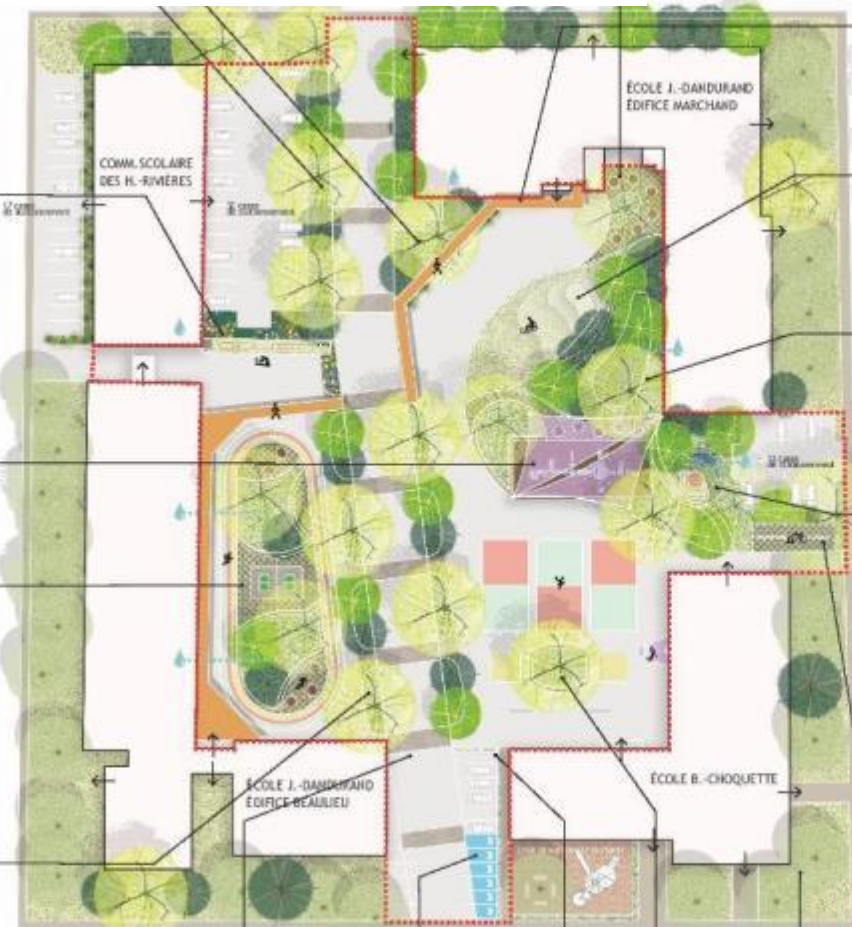 ÉCOLE J.-DANDURAND
ÉDIFICE MARCHAND
COMM. SCOLAIRE
DES H.-RIVIÈRES
ÉCOLE J.-DANDURAND
ÉDIFICE BEAULIEU
ÉCOLE B.-CHOQUETTE